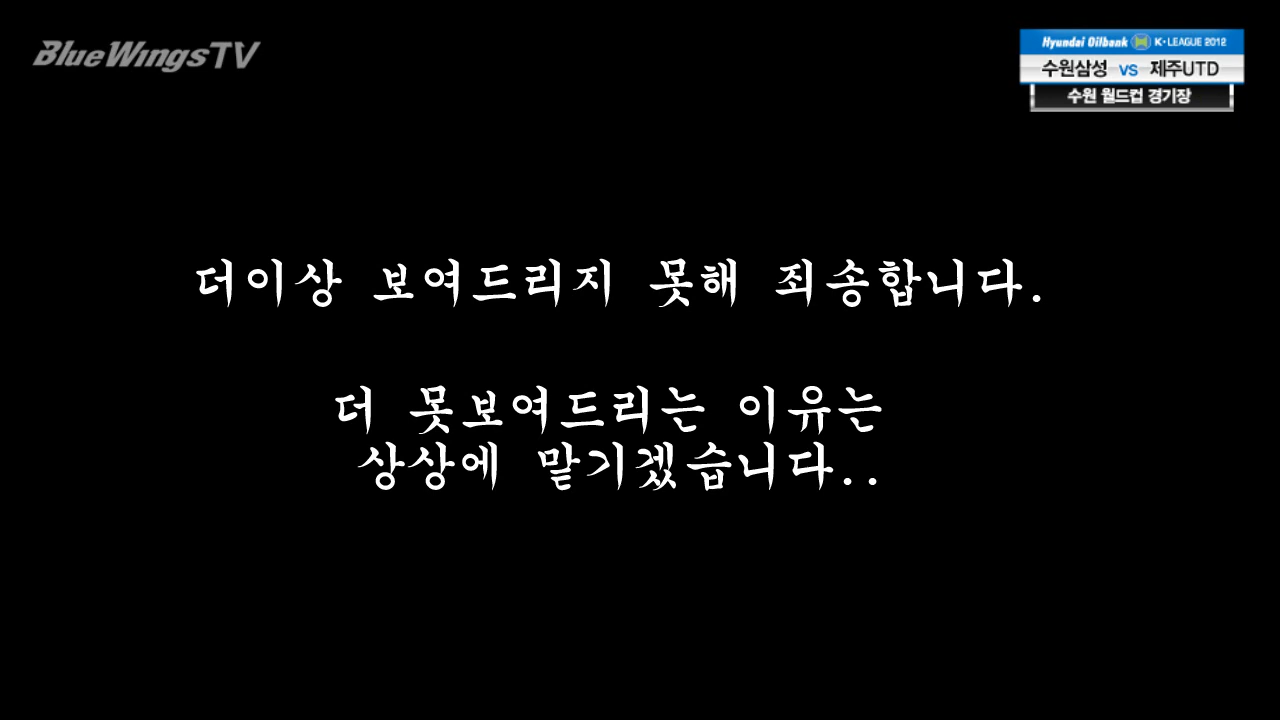 BlueWingsTV
Hyundai Oilbank K·LEAGUE 2012
수원삼성 vs 제주UTD
수원 월드컵 경기장
더이상 보여드리지 못해 죄송합니다.
더 못보여드리는 이유는
상상에 맡기겠습니다..